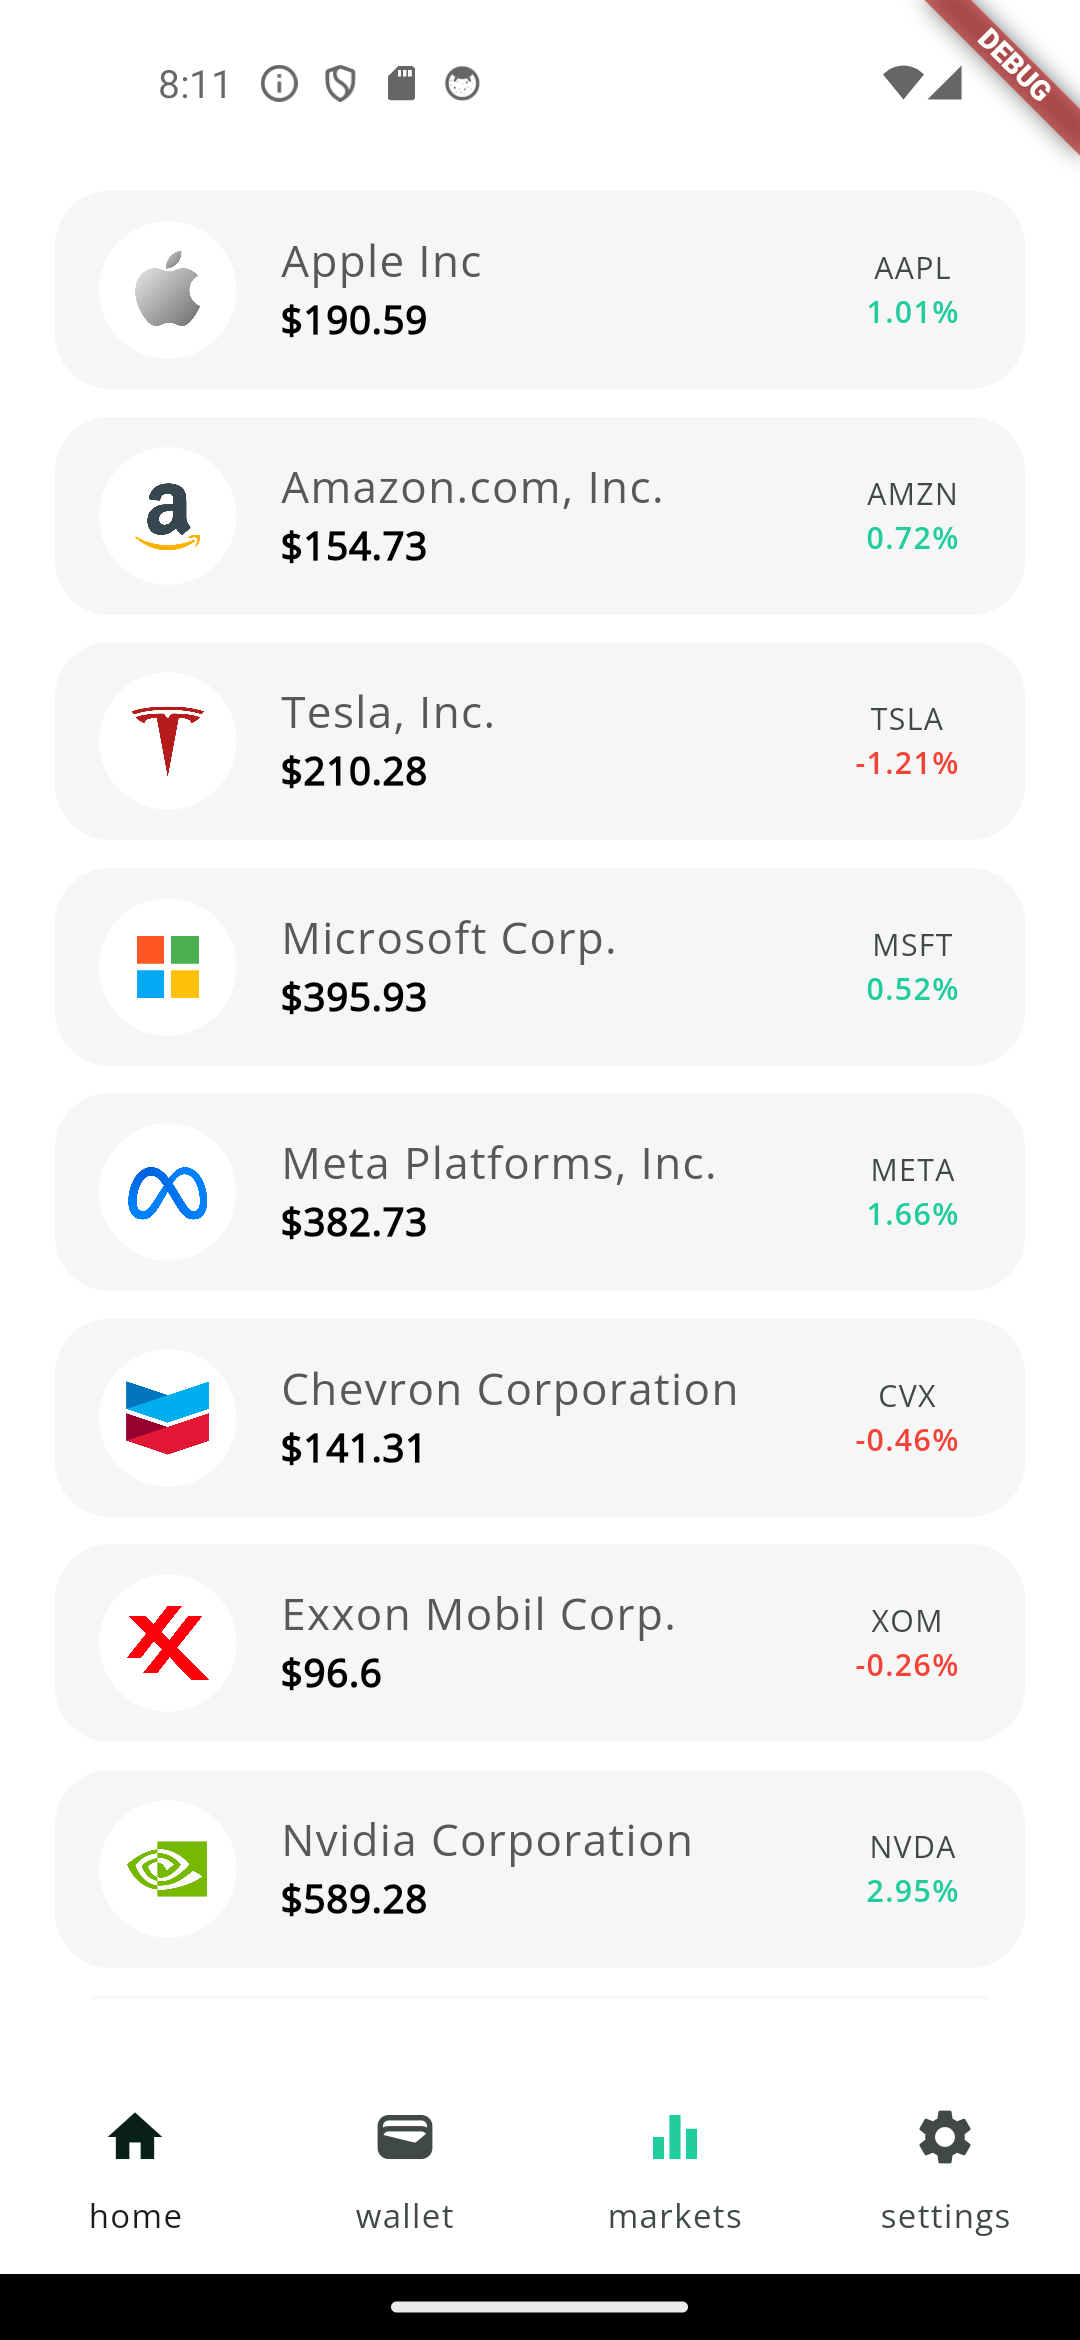 8:11
DEBUG
Apple Inc
$190.59
AAPL
1.01%
Amazon.com, Inc.
$154.73
AMZN
0.72%
Tesla, Inc.
$210.28
TSLA
-1.21%
Microsoft Corp.
$395.93
MSFT
0.52%
Meta Platforms, Inc.
$382.73
META
1.66%
Chevron Corporation
$141.31
CVX
-0.46%
Exxon Mobil Corp.
$96.6
XOM
-0.26%
Nvidia Corporation
$589.28
NVDA
2.95%
home
wallet
markets
settings